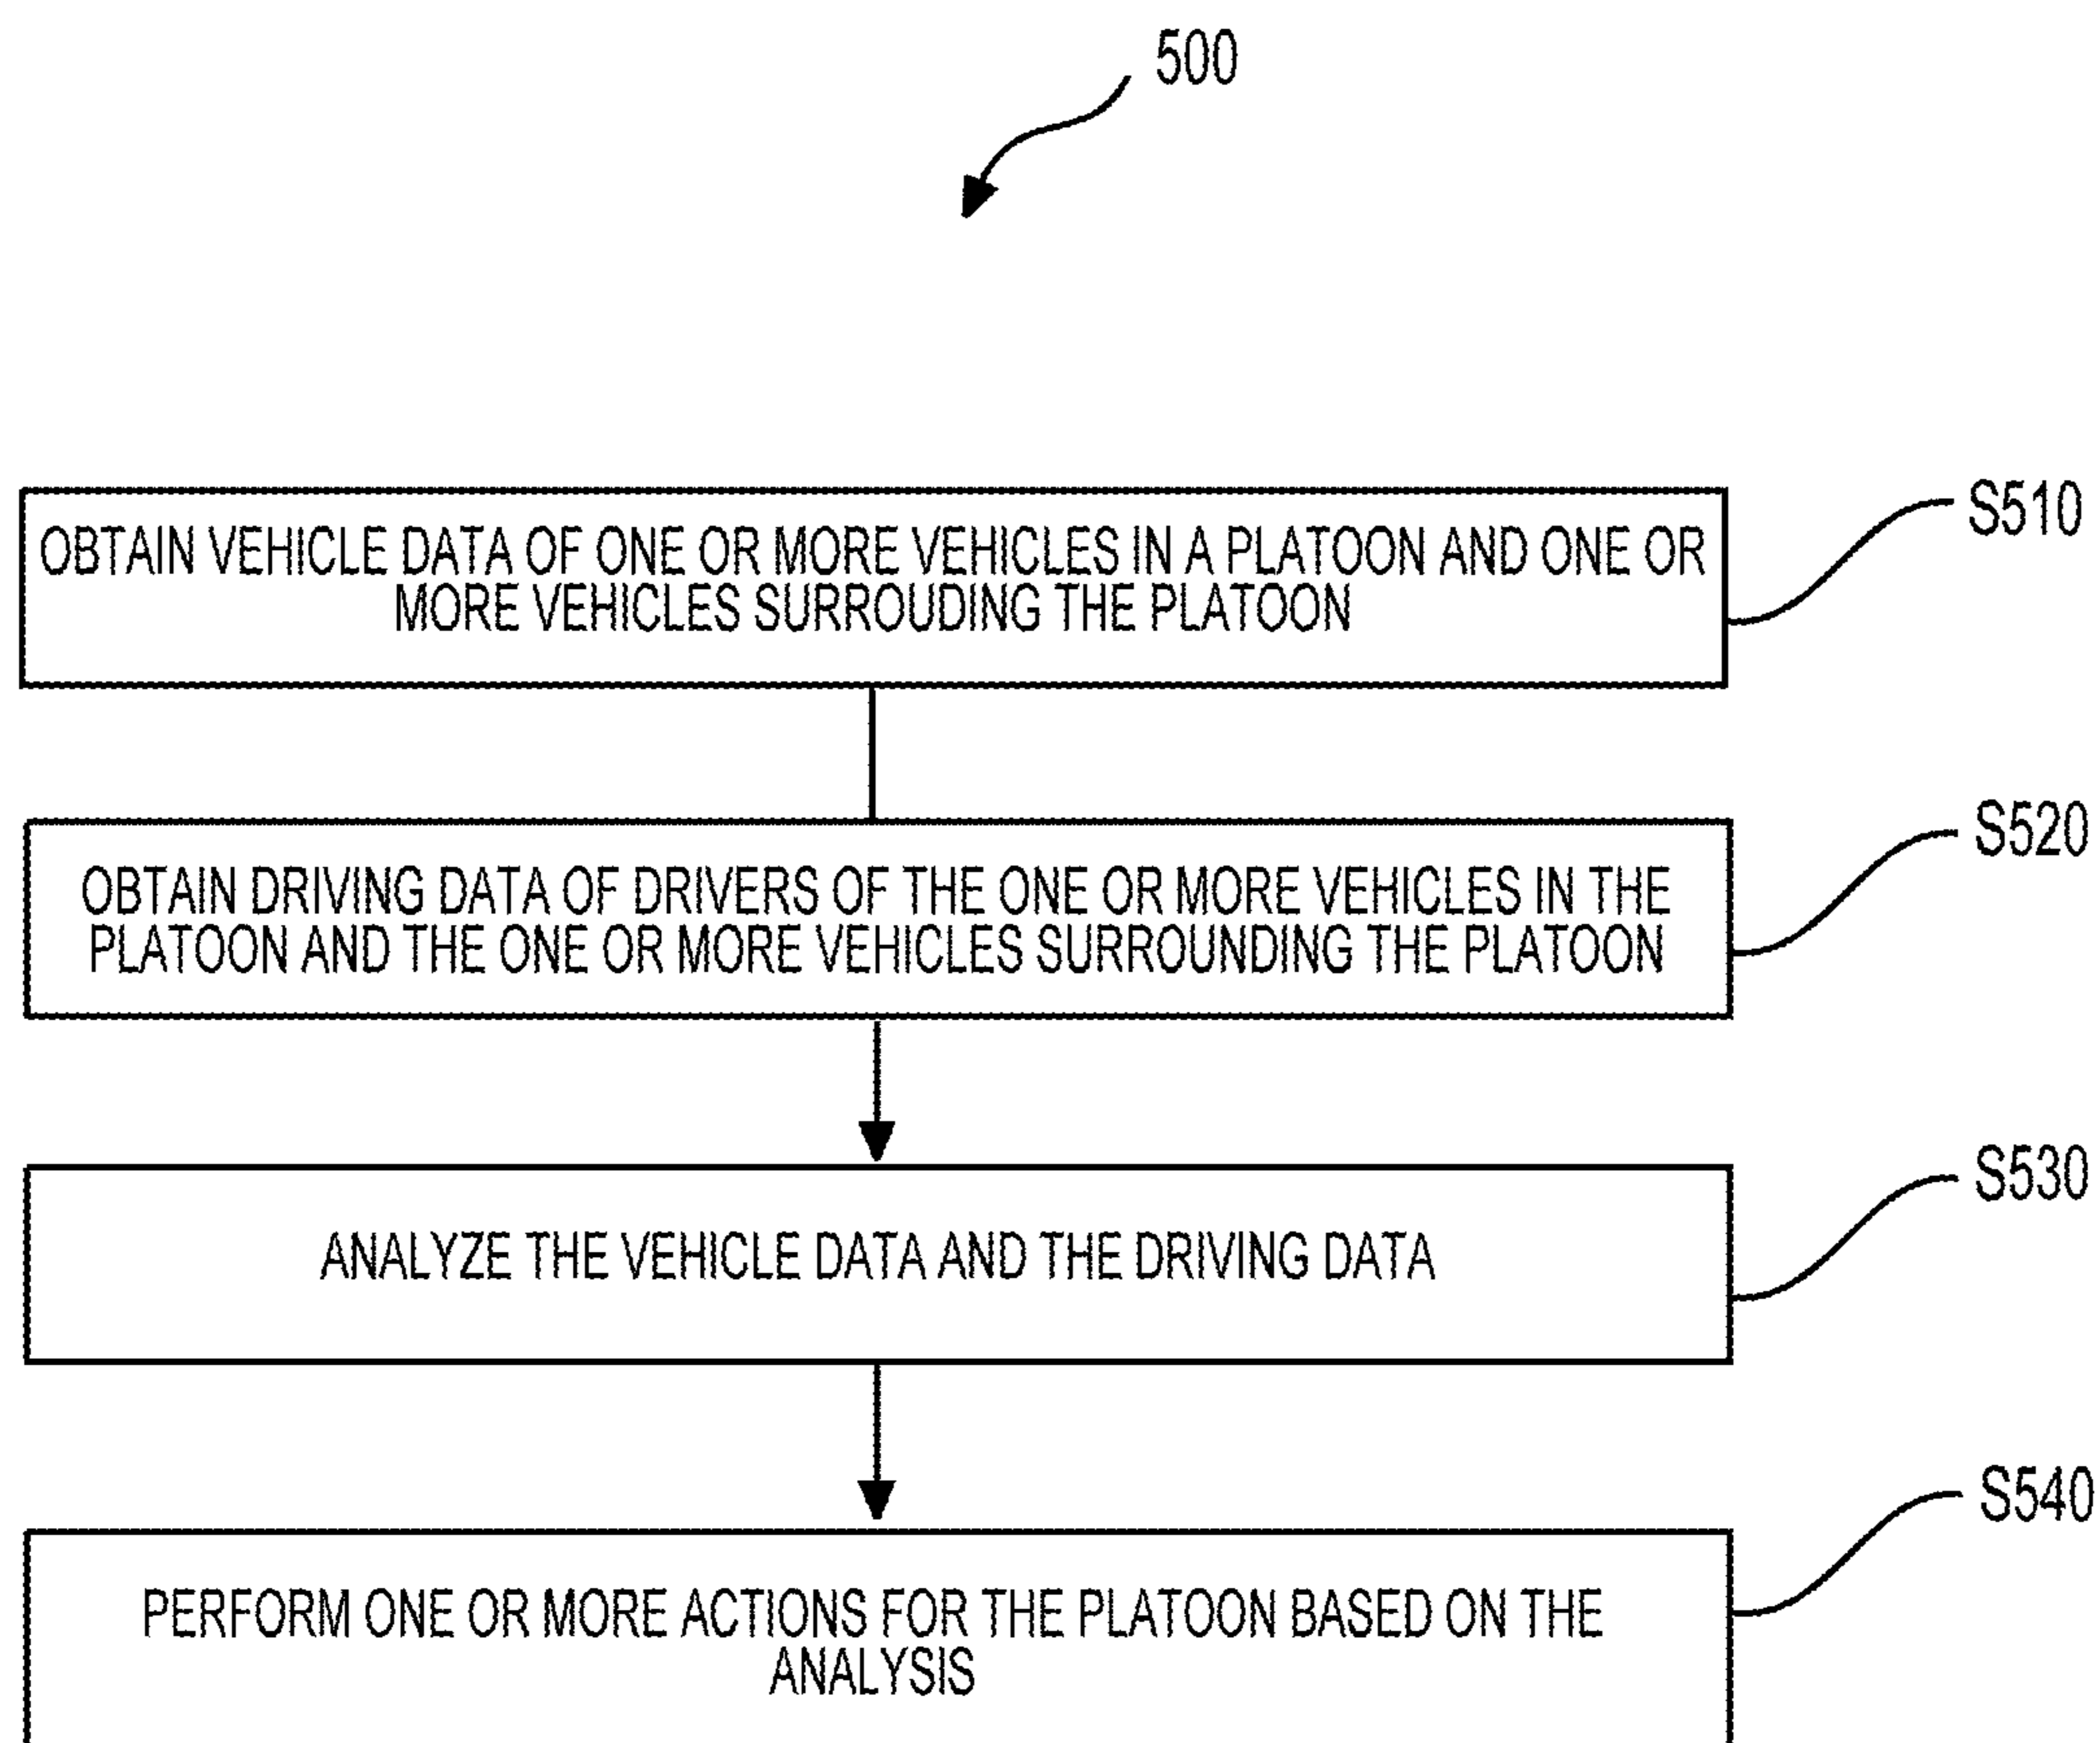 500
OBTAIN VEHICLE DATA OF ONE OR MORE VEHICLES IN A PLATOON AND ONE OR
MORE VEHICLES SURROUDING THE PLATOON
S510
OBTAIN DRIVING DATA OF DRIVERS OF THE ONE OR MORE VEHICLES IN THE
PLATOON AND THE ONE OR MORE VEHICLES SURROUNDING THE PLATOON
S520
ANALYZE THE VEHICLE DATA AND THE DRIVING DATA
S530
PERFORM ONE OR MORE ACTIONS FOR THE PLATOON BASED ON THE
ANALYSIS
S540